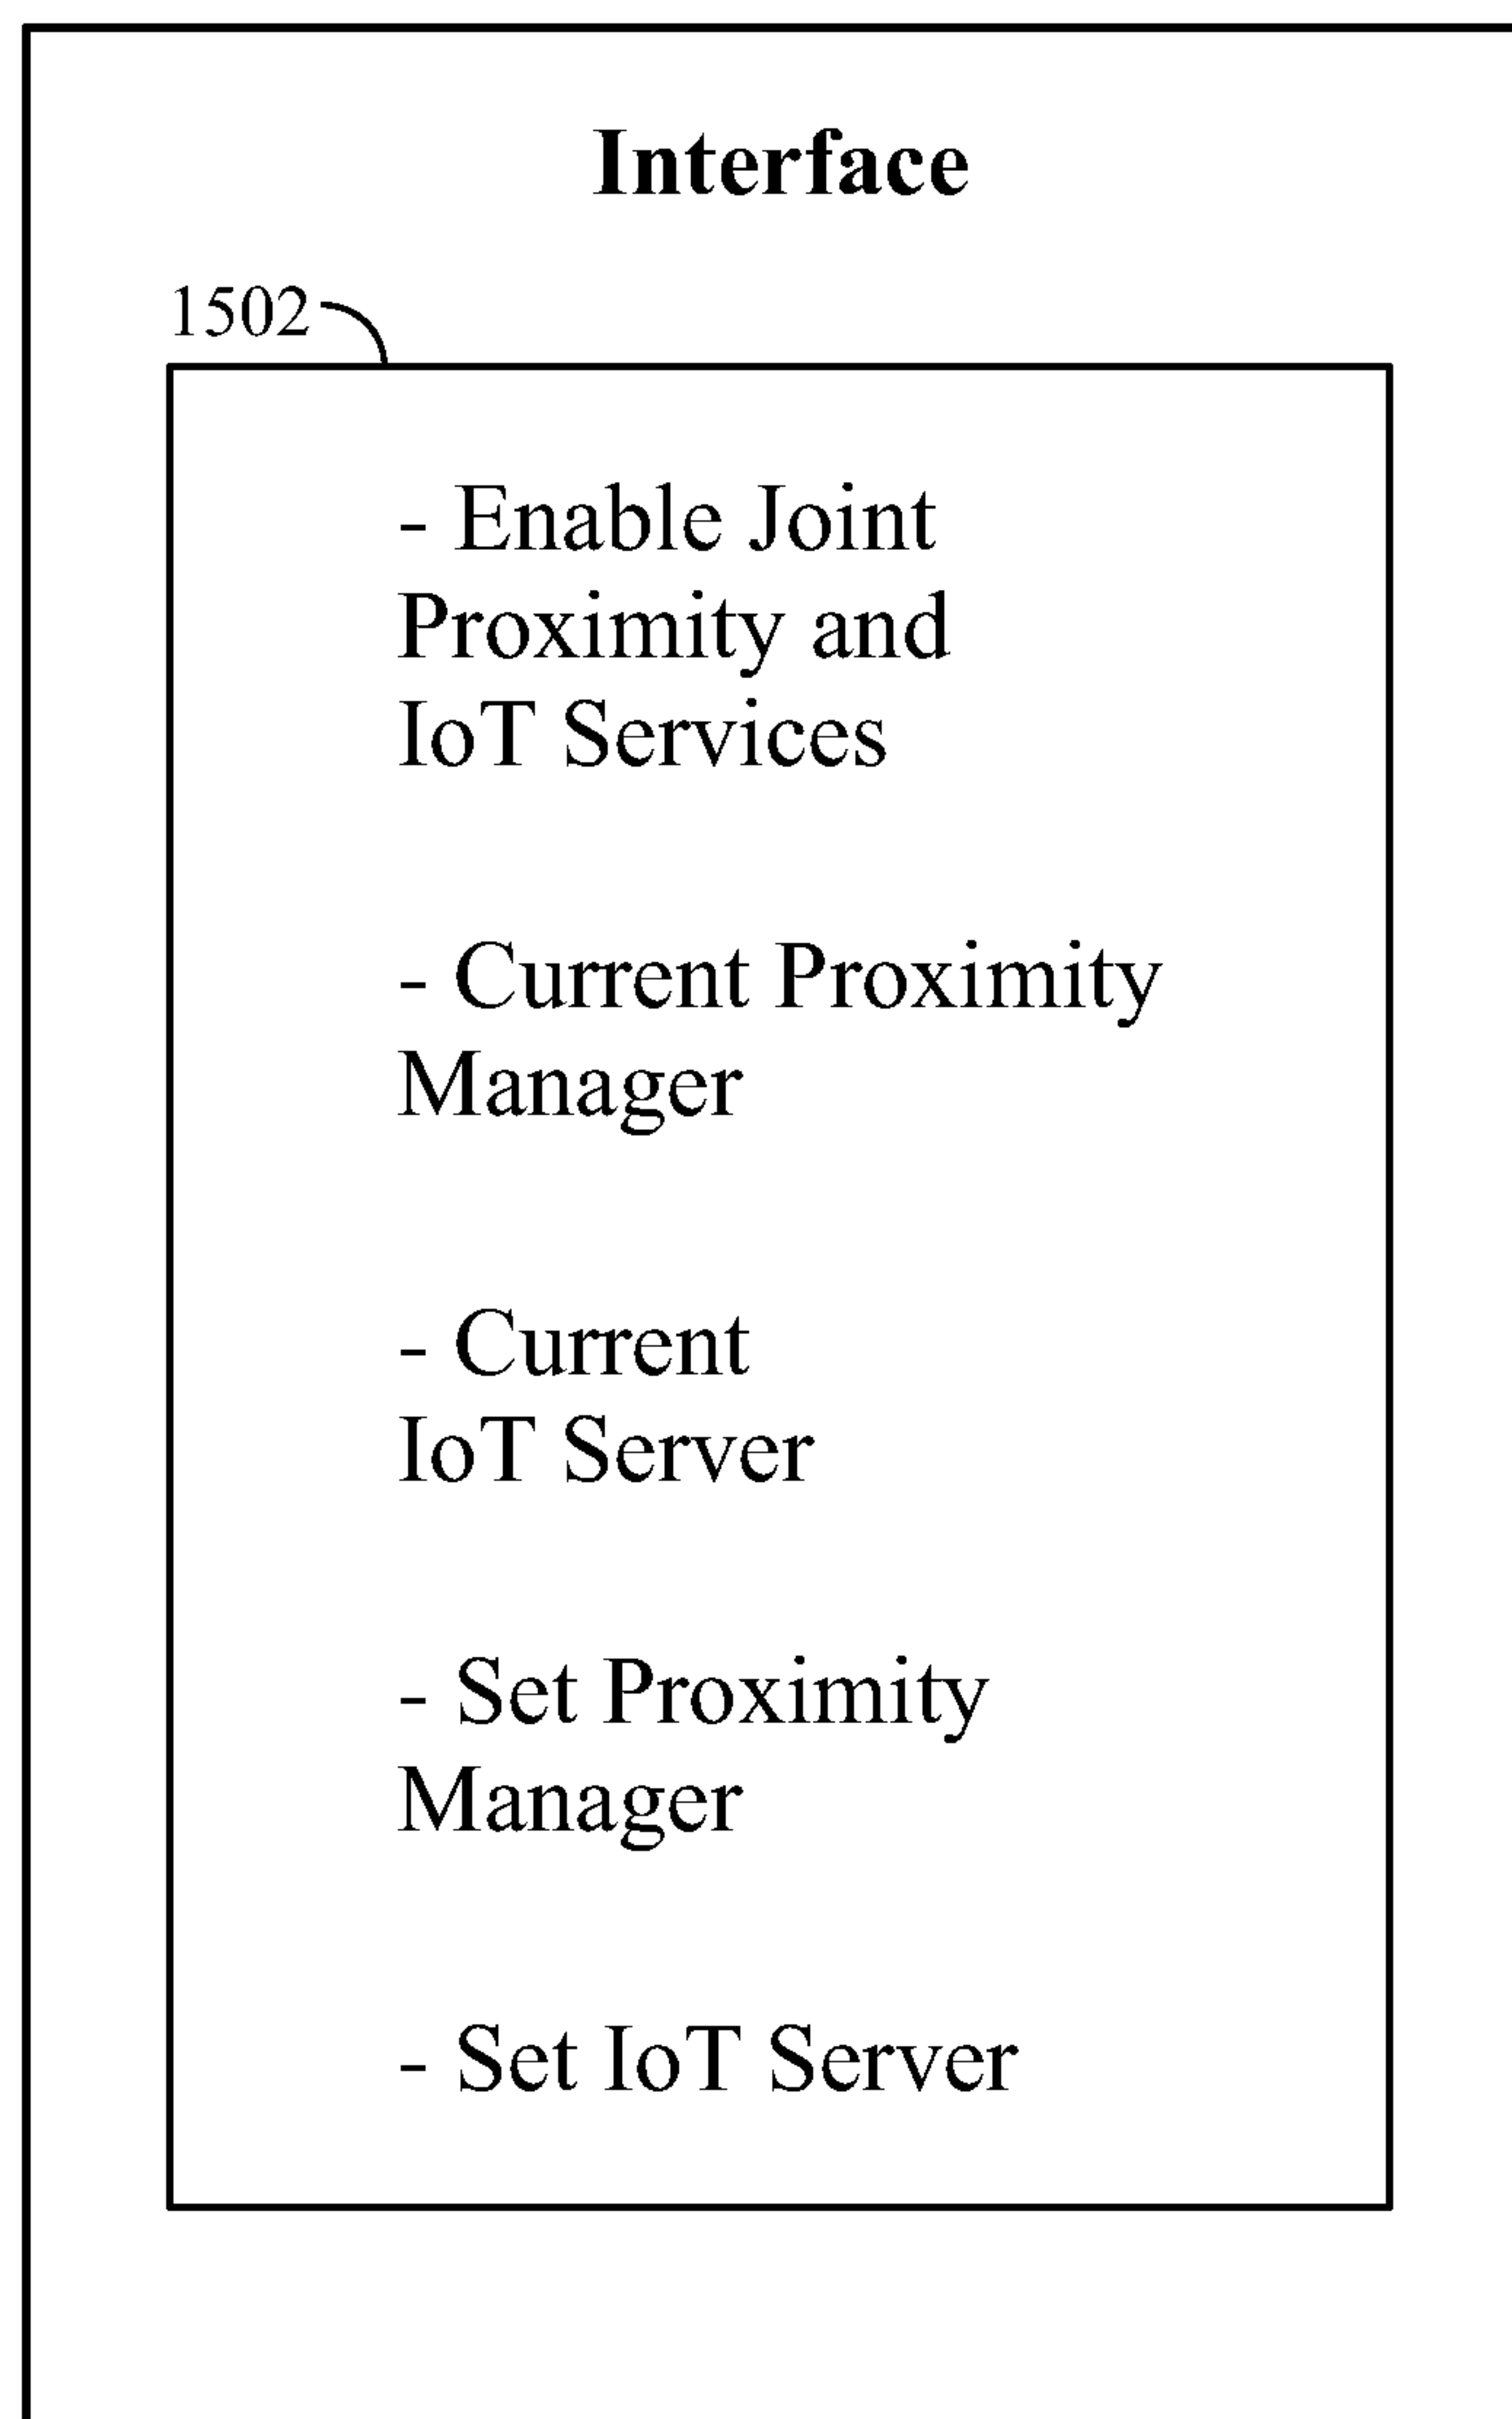 Interface
1502
- Enable Joint
Proximity and
IoT Services
- Current Proximity
Manager
- Current
IoT Server
- Set Proximity
Manager
- Set IoT Server